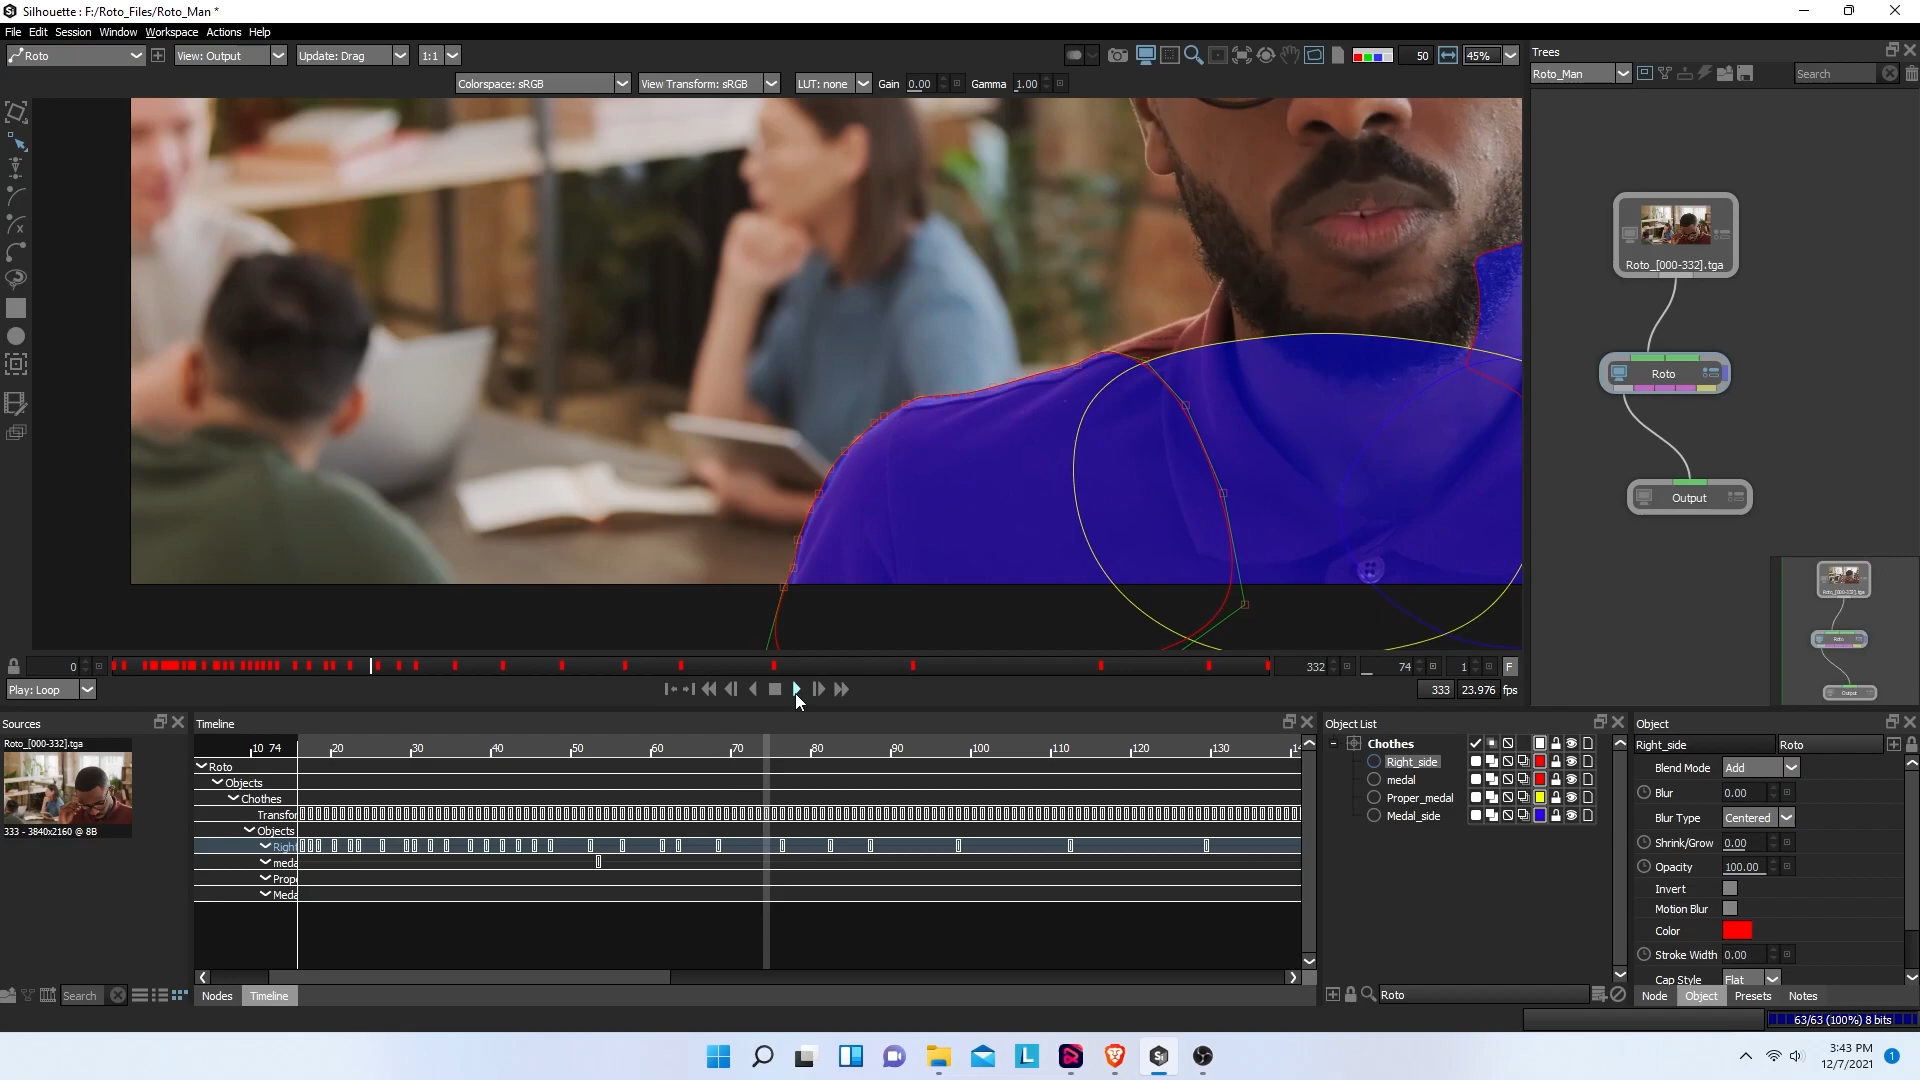 Silhouette : F:/Roto_Files/Roto_Man *
File Edit Session Window Workspace Actions Help
Roto View: Output Update: Drag 1:1 50 45%
Colorspace: sRGB View Transform: sRGB LUT: none Gain 0.00 Gamma 1.00
Trees
Roto_Man Search
Roto_[000-332].tga
Roto
Output
0 332 74 1 F
Play: Loop 333 23.976 fps
Sources
Roto_[000-332].tga
333 - 3840x2160 @ 8B
Search
Timeline
10 74 20 30 40 50 60 70 80 90 100 110 120 130
Roto
Objects
Chothes
Transfor
Objects
Right
meda
Prope
Meda
Nodes Timeline
Object List
Chothes
Right_side
medal
Proper_medal
Medal_side
Roto
Object
Right_side Roto
Blend Mode Add
Blur 0.00
Blur Type Centered
Shrink/Grow 0.00
Opacity 100.00
Invert
Motion Blur
Color
Stroke Width 0.00
Cap Style Flat
Node Object Presets Notes
63/63 (100%) 8 bits
3:43 PM
12/7/2021
1